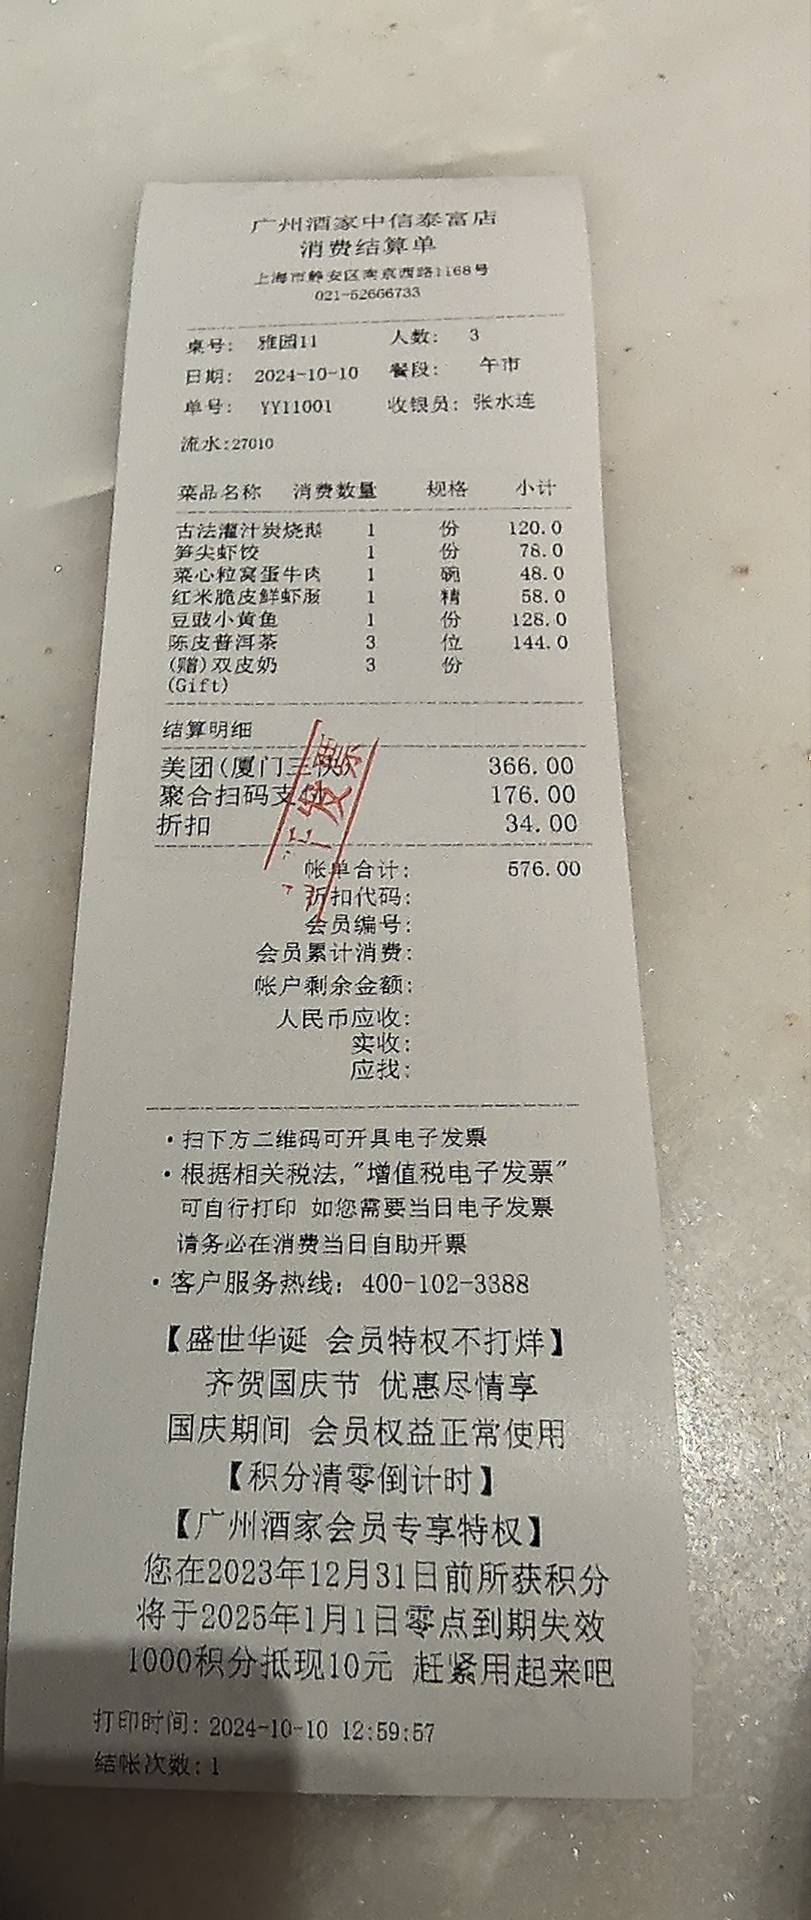 广州酒家中信泰富店
消费结算单
上海市静安区南京西路1168号
021-52666733
桌号: 雅园11 人数: 3
日期: 2024-10-10 餐段: 午市
单号: YY11001 收银员: 张水连
流水:27010
菜品名称 消费数量 规格 小计
古法灌汁炭烧鹅 1 份 120.0
笋尖虾饺 1 份 78.0
菜心粒窝蛋牛肉 1 碗 48.0
红米脆皮鲜虾肠 1 精 58.0
豆豉小黄鱼 1 份 128.0
陈皮普洱茶 3 位 144.0
(赠)双皮奶 3 份
(Gift)
结算明细
美团(厦门三快) 366.00
聚合扫码支付 176.00
折扣 34.00
发票
帐单合计: 576.00
折扣代码:
会员编号:
会员累计消费:
帐户剩余金额:
人民币应收:
实收:
应找:
·扫下方二维码可开具电子发票
·根据相关税法,"增值税电子发票"
可自行打印 如您需要当日电子发票
请务必在消费当日自助开票
·客户服务热线: 400-102-3388
【盛世华诞 会员特权不打烊】
齐贺国庆节 优惠尽情享
国庆期间 会员权益正常使用
【积分清零倒计时】
【广州酒家会员专享特权】
您在2023年12月31日前所获积分
将于2025年1月1日零点到期失效
1000积分抵现10元 赶紧用起来吧
打印时间: 2024-10-10 12:59:57
结帐次数: 1